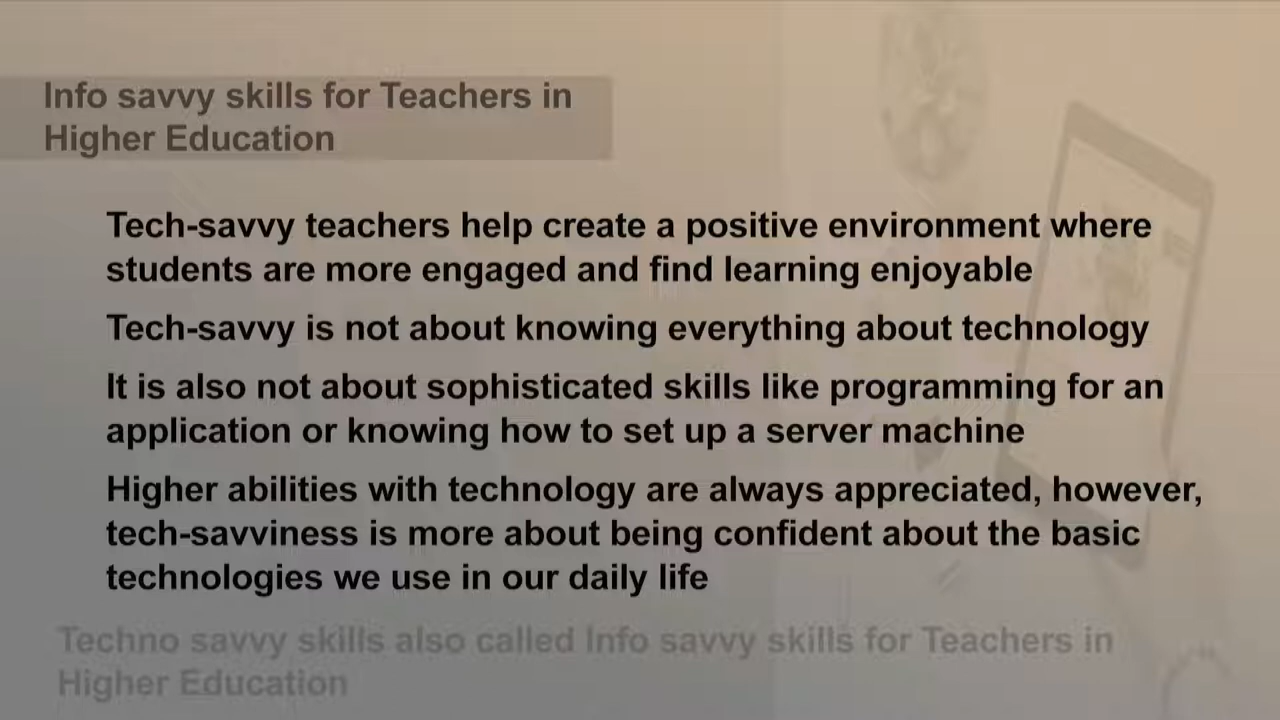 Info savvy skills for Teachers in
Higher Education
Tech-savvy teachers help create a positive environment where
students are more engaged and find learning enjoyable
Tech-savvy is not about knowing everything about technology
It is also not about sophisticated skills like programming for an
application or knowing how to set up a server machine
Higher abilities with technology are always appreciated, however,
tech-savviness is more about being confident about the basic
technologies we use in our daily life
Techno savvy skills also called Info savvy skills for Teachers in
Higher Education